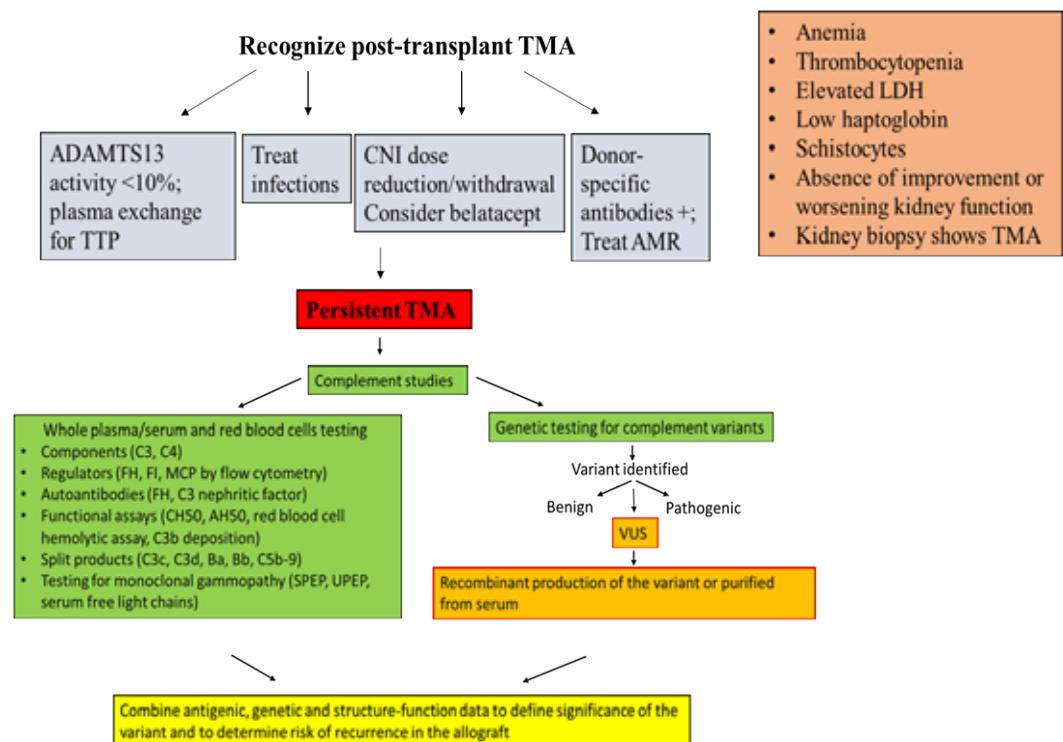 Recognize post-transplant TMA
• Anemia
• Thrombocytopenia
• Elevated LDH
• Low haptoglobin
• Schistocytes
• Absence of improvement or
worsening kidney function
• Kidney biopsy shows TMA
ADAMTS13
activity <10%;
plasma exchange
for TTP
Treat
infections
CNI dose
reduction/withdrawal
Consider belatacept
Donor-
specific
antibodies +;
Treat AMR
Persistent TMA
Complement studies
Whole plasma/serum and red blood cells testing
• Components (C3, C4)
• Regulators (FH, FI, MCP by flow cytometry)
• Autoantibodies (FH, C3 nephritic factor)
• Functional assays (CH50, AH50, red blood cell
hemolytic assay, C3b deposition)
• Split products (C3c, C3d, Ba, Bb, C5b-9)
• Testing for monoclonal gammopathy (SPEP, UPEP,
serum free light chains)
Genetic testing for complement variants
Variant identified
Benign
Pathogenic
VUS
Recombinant production of the variant or purified
from serum
Combine antigenic, genetic and structure-function data to define significance of the
variant and to determine risk of recurrence in the allograft